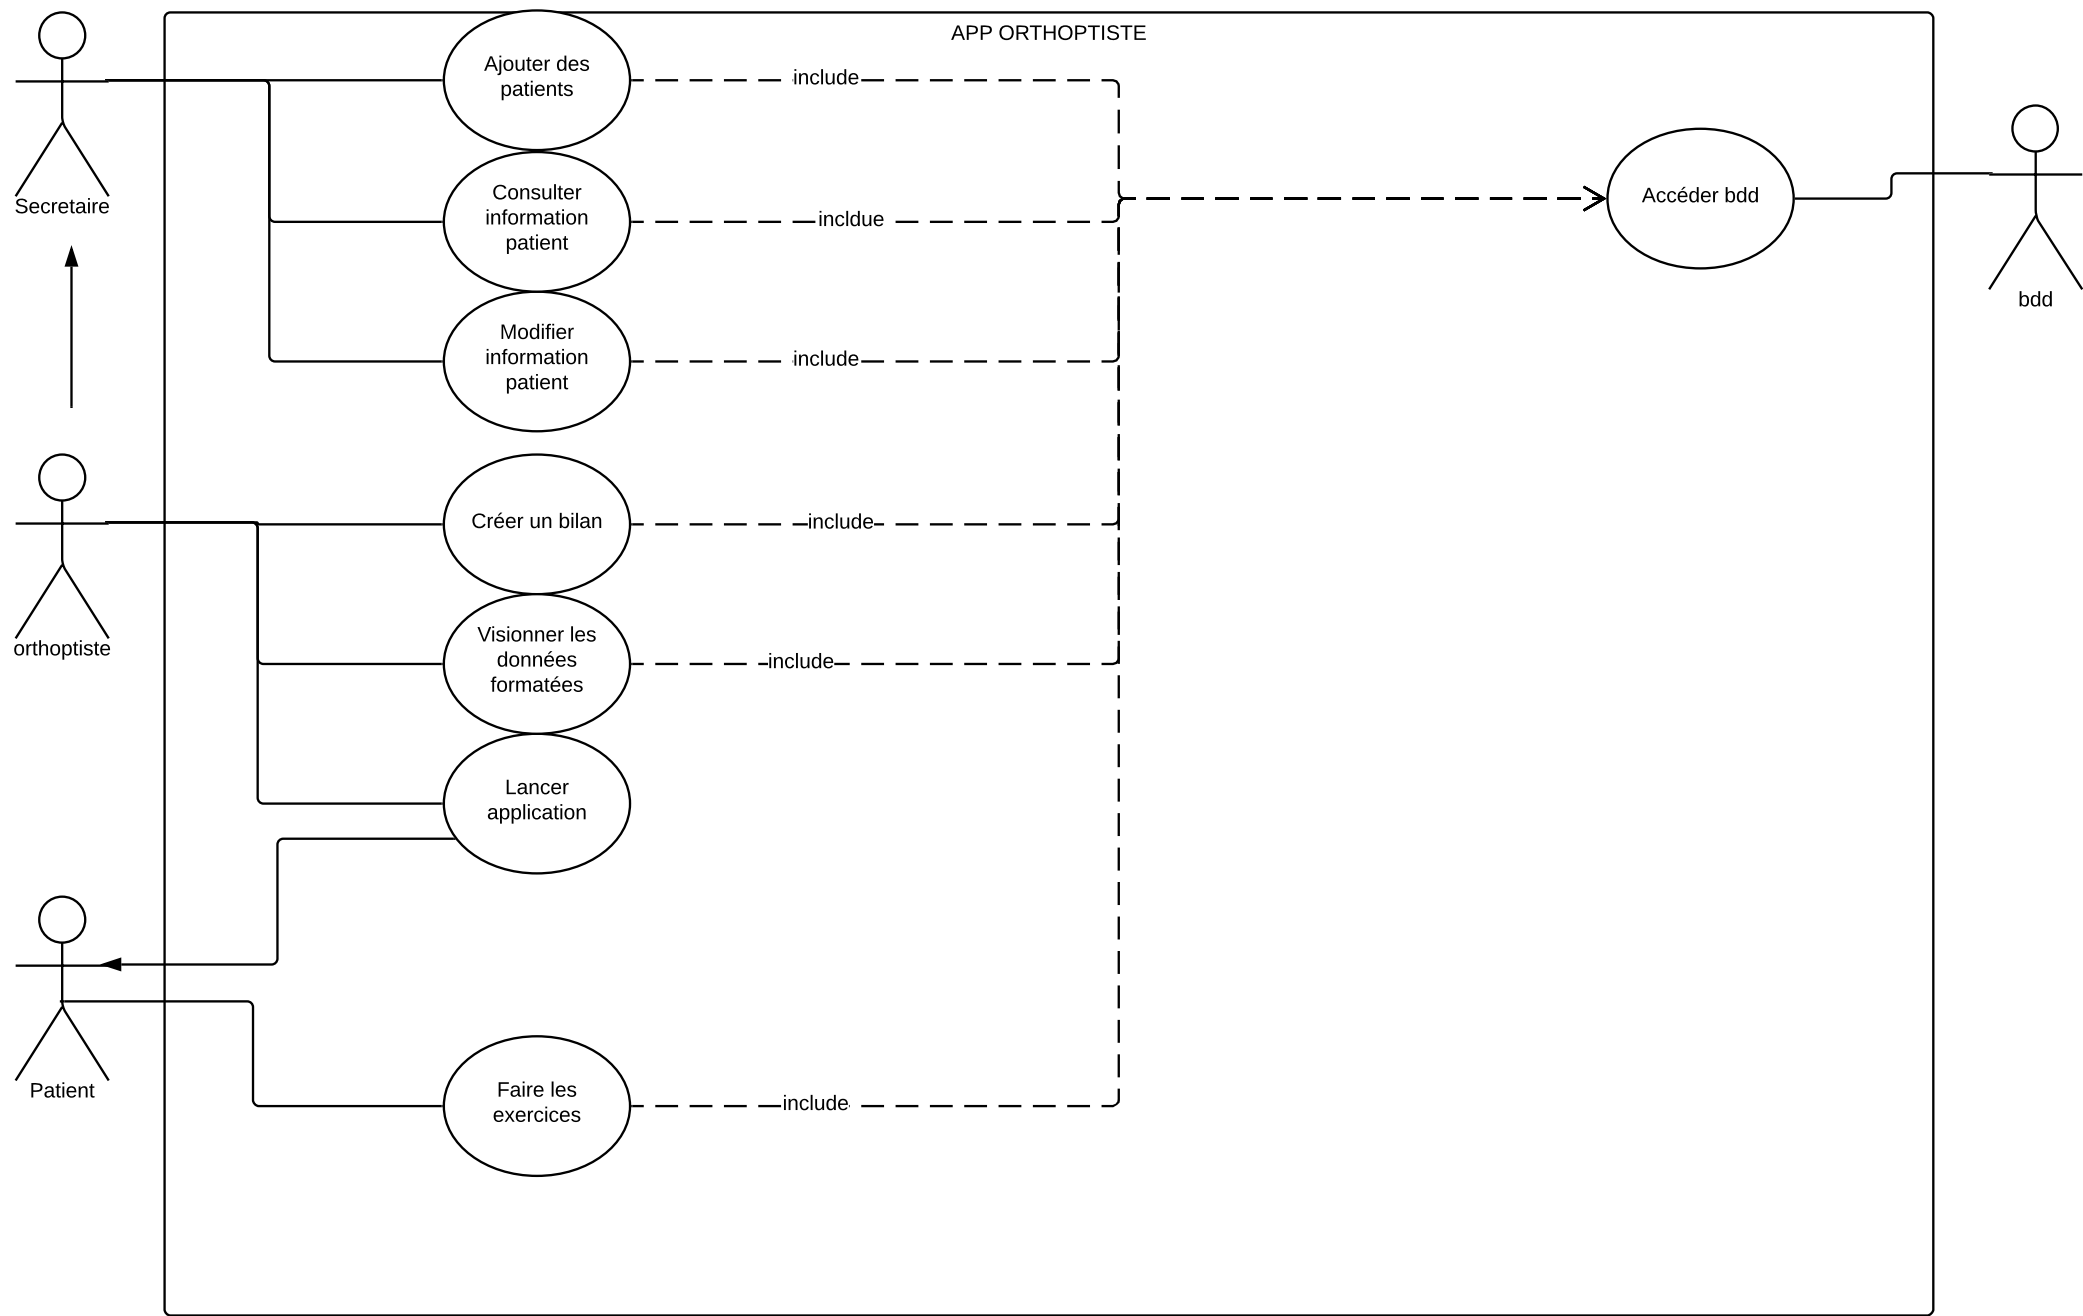 APP ORTHOPTISTE
Ajouter des
patients
include
Secretaire
Consulter
information
patient
incldue
Accéder bdd
bdd
Modifier
information
patient
include
orthoptiste
Créer un bilan
include
Visionner les
données
formatées
include
Lancer
application
Patient
Faire les
exercices
include